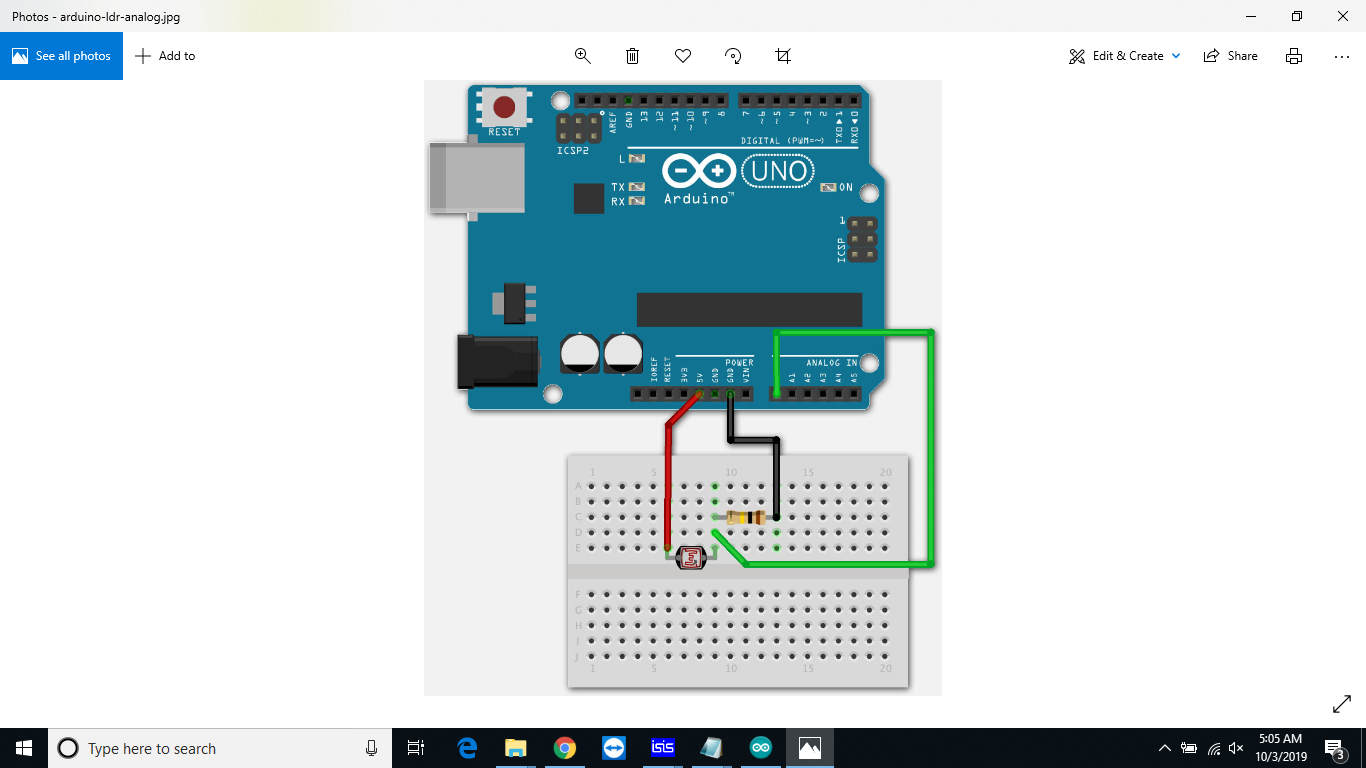 Photos - arduino-ldr-analog.jpg
See all photos
Add to
Edit & Create
Share
RESET
ICSP2
AREF
GND
13
12
~11
~10
~9
8
7
~6
~5
4
~3
2
TXD▶1
RXD◀0
DIGITAL (PWM=~)
L
TX
RX
UNO
Arduino™
ON
1
ICSP
IOREF
RESET
3V3
5V
GND
GND
VIN
POWER
ANALOG IN
A1
A2
A3
A4
A5
1 5 10 15 20
A
B
C
D
E
F
G
H
I
J
1 5 10 15 20
Type here to search
isis
5:05 AM
10/3/2019
3